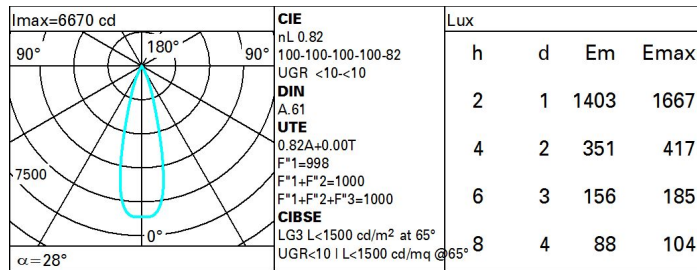 Imax=6670 cd
90°
180°
90°
7500
0°
α=28°
CIE
nL 0.82
100-100-100-100-82
UGR <10-<10
DIN
A.61
UTE
0.82A+0.00T
F"1=998
F"1+F"2=1000
F"1+F"2+F"3=1000
CIBSE
LG3 L<1500 cd/m² at 65°
UGR<10 | L<1500 cd/mq @65°
Lux
h d Em Emax
2 1 1403 1667
4 2 351 417
6 3 156 185
8 4 88 104